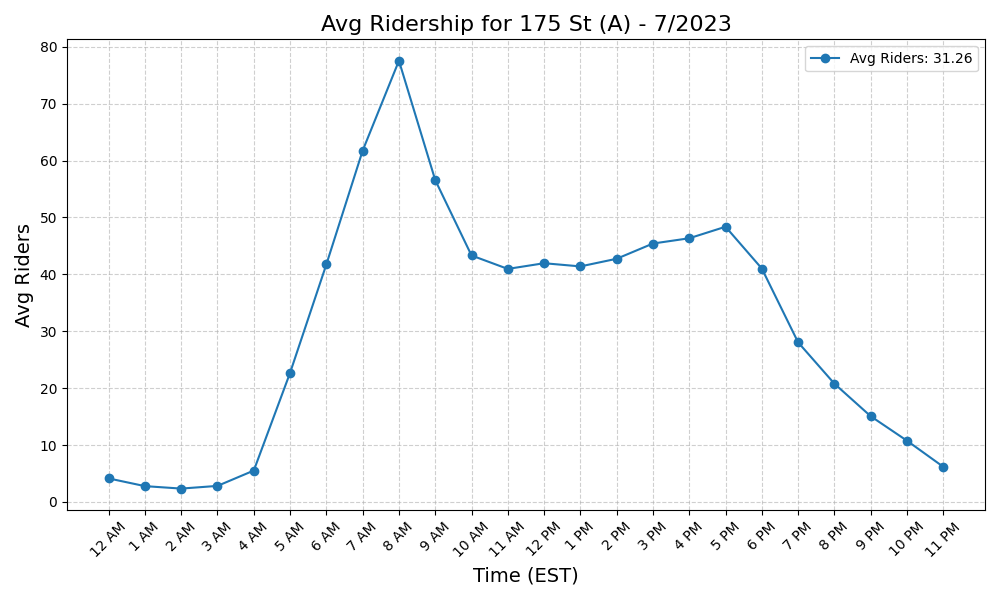 Avg Ridership for 175 St (A) - 7/2023
Avg Riders: 31.26
Avg Riders
80
70
60
50
40
30
20
10
0
12 AM
1 AM
2 AM
3 AM
4 AM
5 AM
6 AM
7 AM
8 AM
9 AM
10 AM
11 AM
12 PM
1 PM
2 PM
3 PM
4 PM
5 PM
6 PM
7 PM
8 PM
9 PM
10 PM
11 PM
Time (EST)